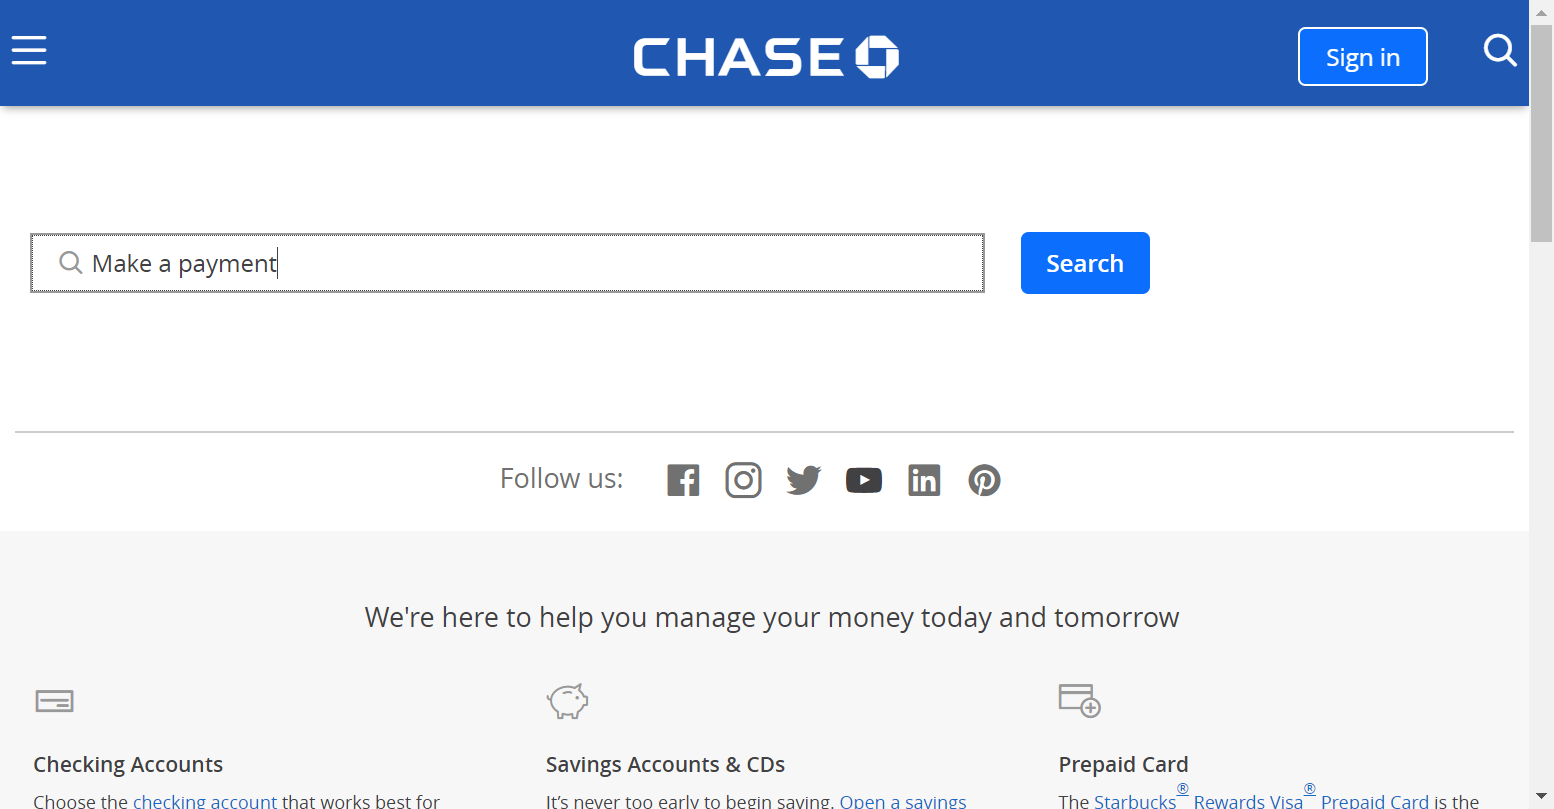 CHASE
Sign in
Make a payment
Search
Follow us:
We're here to help you manage your money today and tomorrow
Checking Accounts
Savings Accounts & CDs
Prepaid Card
Choose the checking account that works best for
It's never too early to begin saving. Open a savings
The Starbucks® Rewards Visa® Prepaid Card is the